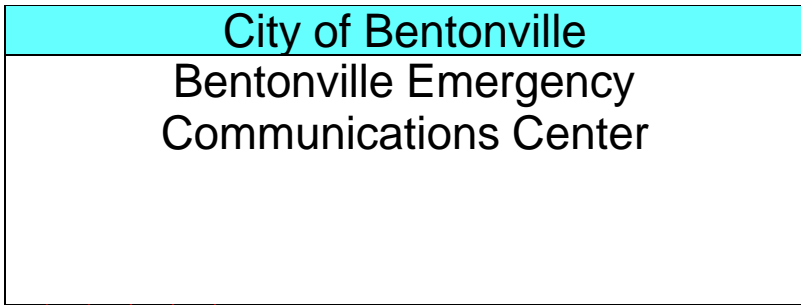 City of Bentonville
Bentonville Emergency
Communications Center